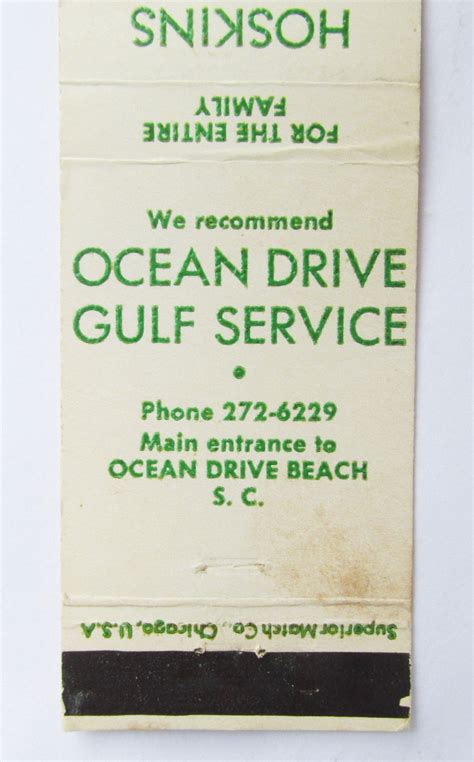 HOSKINS
FOR THE ENTIRE
FAMILY
We recommend
OCEAN DRIVE
GULF SERVICE
•
Phone 272-6229
Main entrance to
OCEAN DRIVE BEACH
S. C.
Superior Match Co., Chicago, U.S.A